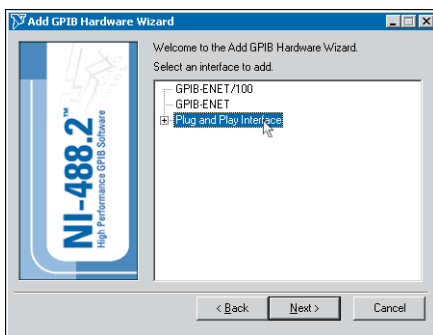 Add GPIB Hardware Wizard
NI-488.2™
High Performance GPIB Software
Welcome to the Add GPIB Hardware Wizard.
Select an interface to add.
GPIB-ENET/100
GPIB-ENET
Plug and Play Interface
< Back
Next >
Cancel